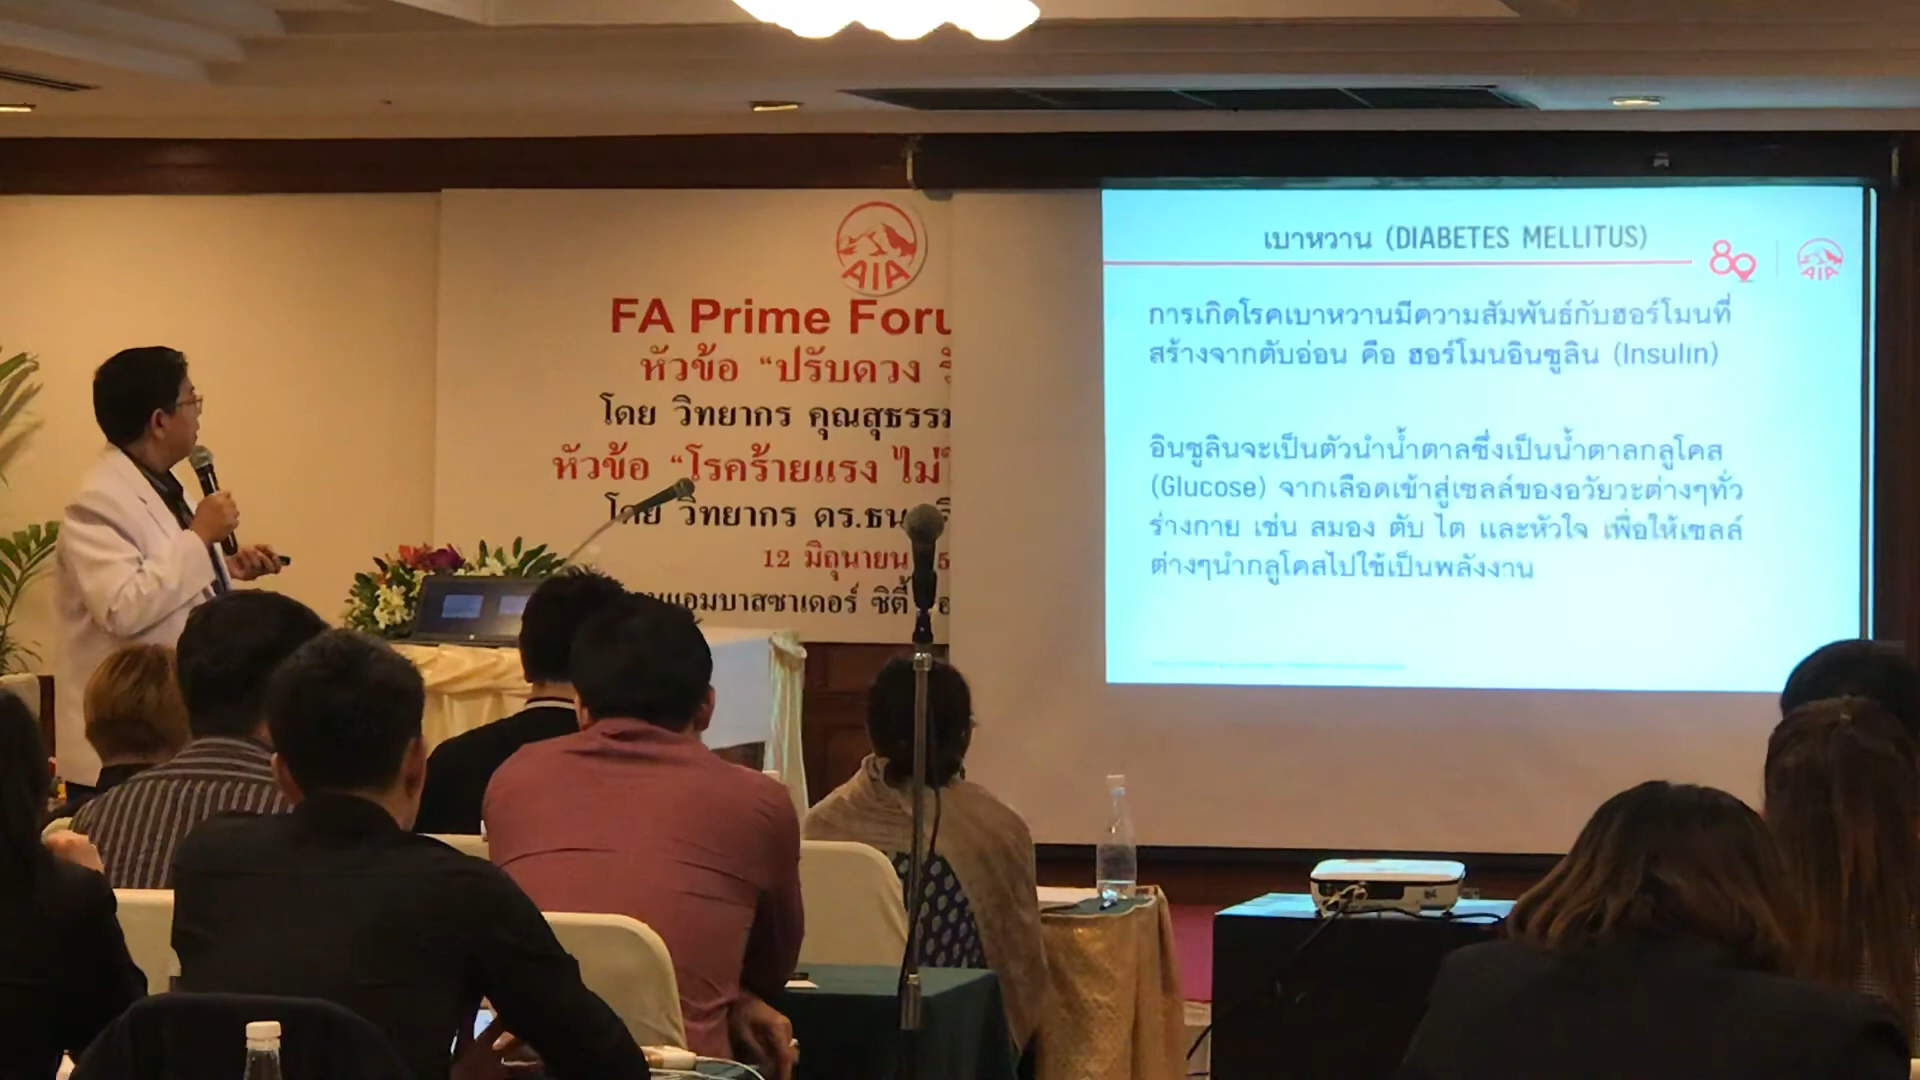 AIA
FA Prime Foru
หัวข้อ “ปรับดวง
โดย วิทยากร คุณสุธรรม
หัวข้อ “โรคร้ายแรง ไม่
โดย วิทยากร ดร.ธน
12 มิถุนายน
แอมบาสซาเดอร์ ซิตี้
เบาหวาน (DIABETES MELLITUS)
80
AIA
การเกิดโรคเบาหวานมีความสัมพันธ์กับฮอร์โมนที่
สร้างจากตับอ่อน คือ ฮอร์โมนอินซูลิน (Insulin)
อินซูลินจะเป็นตัวนำน้ำตาลซึ่งเป็นน้ำตาลกลูโคส
(Glucose) จากเลือดเข้าสู่เซลล์ของอวัยวะต่างๆทั่ว
ร่างกาย เช่น สมอง ตับ ไต และหัวใจ เพื่อให้เซลล์
ต่างๆนำกลูโคสไปใช้เป็นพลังงาน